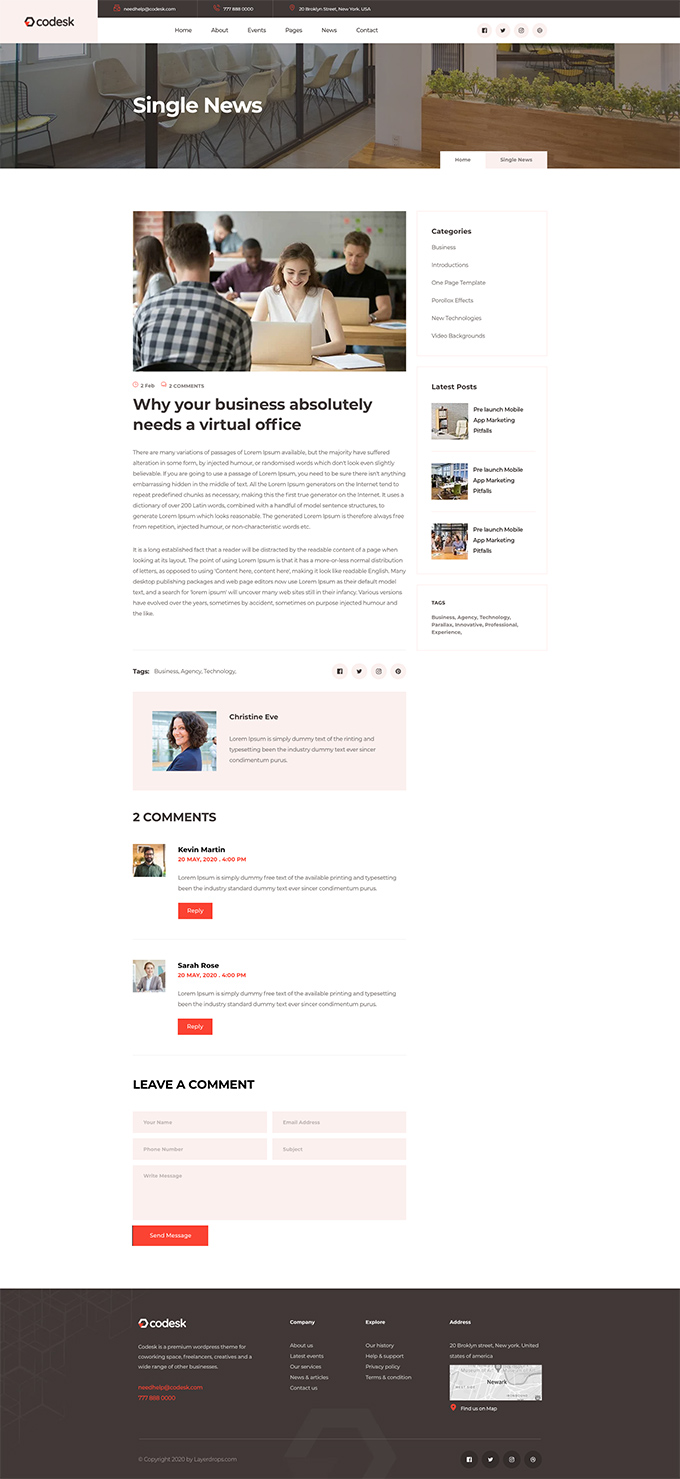 codesk
needhelp@codesk.com
777 888 0000
20 Broklyn Street, New York. USA
Home
About
Events
Pages
News
Contact
Single News
Home
Single News
2 Feb
2 COMMENTS
Why your business absolutely
needs a virtual office
There are many variations of passages of Lorem Ipsum available, but the majority have suffered
alteration in some form, by injected humour, or randomised words which don't look even slightly
believable. If you are going to use a passage of Lorem Ipsum, you need to be sure there isn't anything
embarrassing hidden in the middle of text. All the Lorem Ipsum generators on the Internet tend to
repeat predefined chunks as necessary, making this the first true generator on the Internet. It uses a
dictionary of over 200 Latin words, combined with a handful of model sentence structures, to
generate Lorem Ipsum which looks reasonable. The generated Lorem Ipsum is therefore always free
from repetition, injected humour, or non-characteristic words etc.
It is a long established fact that a reader will be distracted by the readable content of a page when
looking at its layout. The point of using Lorem Ipsum is that it has a more-or-less normal distribution
of letters, as opposed to using 'Content here, content here', making it look like readable English. Many
desktop publishing packages and web page editors now use Lorem Ipsum as their default model
text, and a search for 'lorem ipsum' will uncover many web sites still in their infancy. Various versions
have evolved over the years, sometimes by accident, sometimes on purpose injected humour and
the like.
Tags: Business, Agency, Technology,
Christine Eve
Lorem Ipsum is simply dummy text of the rinting and
typesetting been the industry dummy text ever sincer
condimentum purus.
2 COMMENTS
Kevin Martin
20 MAY, 2020 . 4:00 PM
Lorem Ipsum is simply dummy free text of the available printing and typesetting
been the industry standard dummy text ever sincer condimentum purus.
Reply
Sarah Rose
20 MAY, 2020 . 4:00 PM
Lorem Ipsum is simply dummy free text of the available printing and typesetting
been the industry standard dummy text ever sincer condimentum purus.
Reply
LEAVE A COMMENT
Your Name
Email Address
Phone Number
Subject
Write Message
Send Message
Categories
Business
Introductions
One Page Template
Porollox Effects
New Technologies
Video Backgrounds
Latest Posts
Pre launch Mobile
App Marketing
Pitfalls
Pre launch Mobile
App Marketing
Pitfalls
Pre launch Mobile
App Marketing
Pitfalls
TAGS
Business, Agency, Technology,
Parallax, Innovative, Professional,
Experience,
codesk
Codesk is a premium wordpress theme for
coworking space, freelancers, creatives and a
wide range of other businesses.
needhelp@codesk.com
777 888 0000
Company
About us
Latest events
Our services
News & articles
Contact us
Explore
Our history
Help & support
Privacy policy
Terms & condition
Address
20 Broklyn street, New york, United
states of america
Newark
Find us on Map
© Copyright 2020 by Layerdrops.com